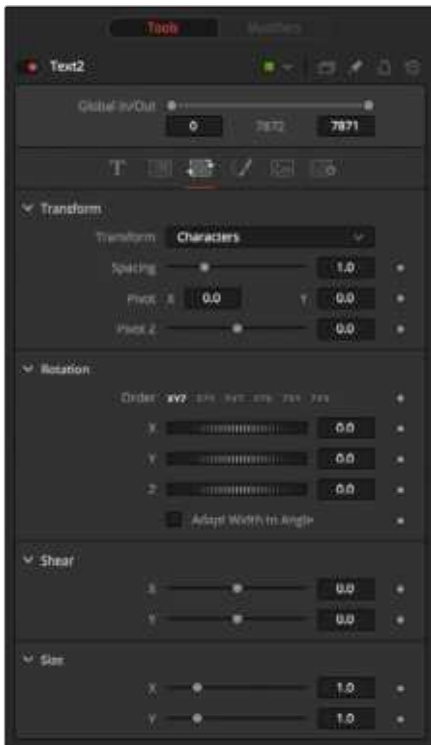 Tools Modifiers
Text2
Global In/Out
0 7872 7871
T
Transform
Transform Characters
Spacing 1.0
Pivot X 0.0 Y 0.0
Pivot Z 0.0
Rotation
Order XYZ
X 0.0
Y 0.0
Z 0.0
Adapt Width to Angle
Shear
X 0.0
Y 0.0
Size
X 1.0
Y 1.0